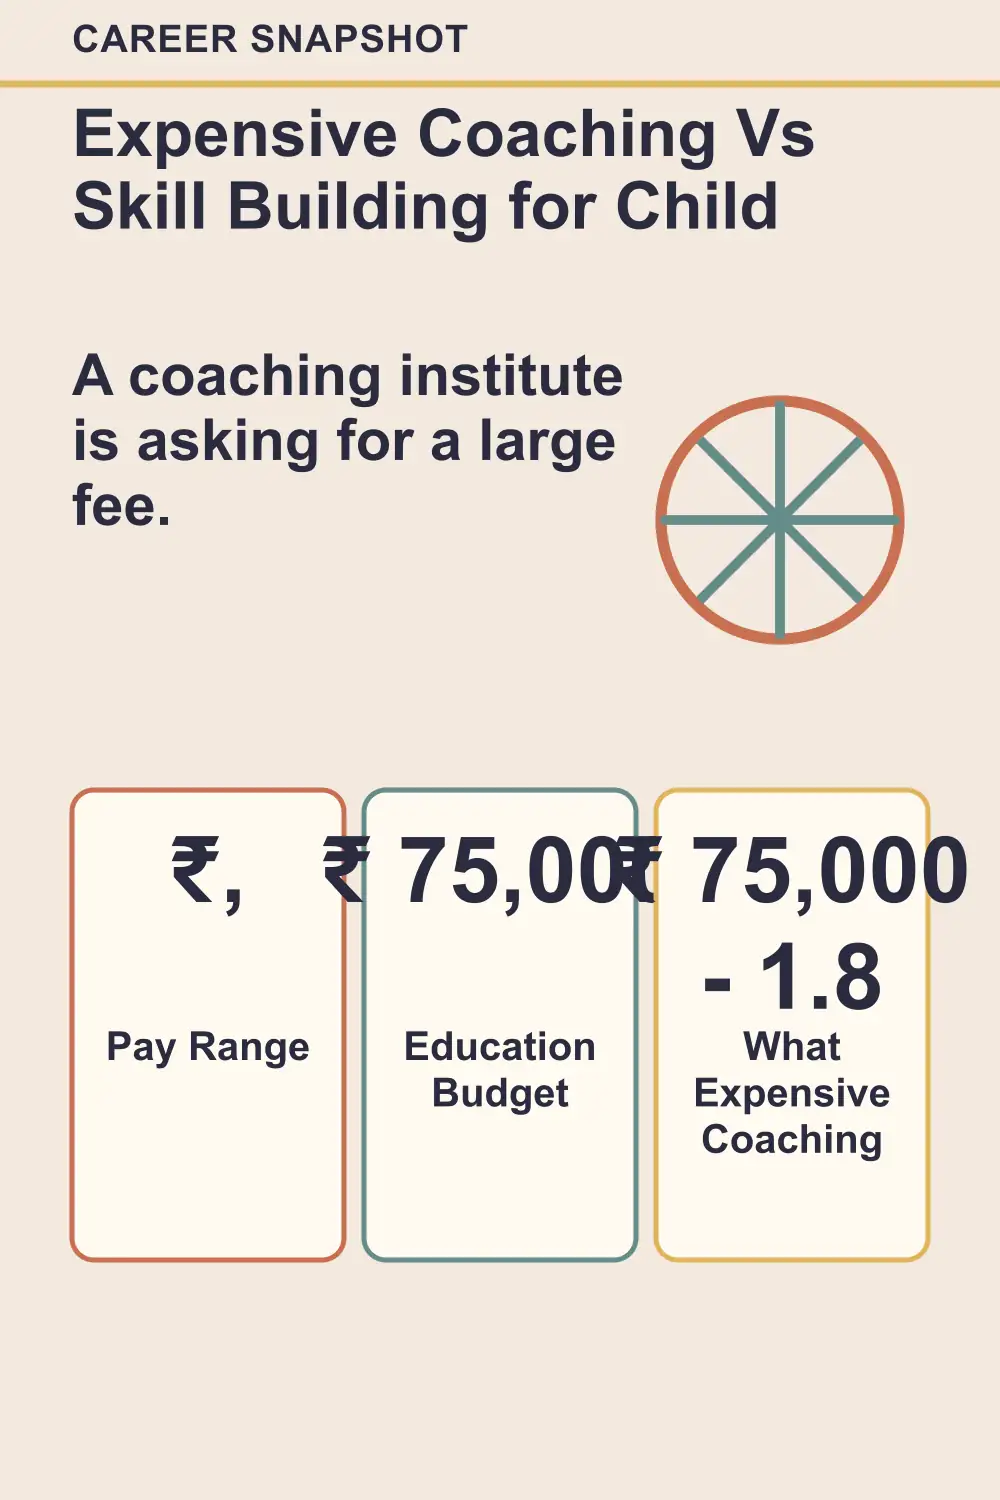 CAREER SNAPSHOT
Expensive Coaching Vs
Skill Building for Child
A coaching institute
is asking for a large
fee.
₹,
Pay Range
₹ 75,000
Education
Budget
₹ 75,000
- 1.8
What
Expensive
Coaching